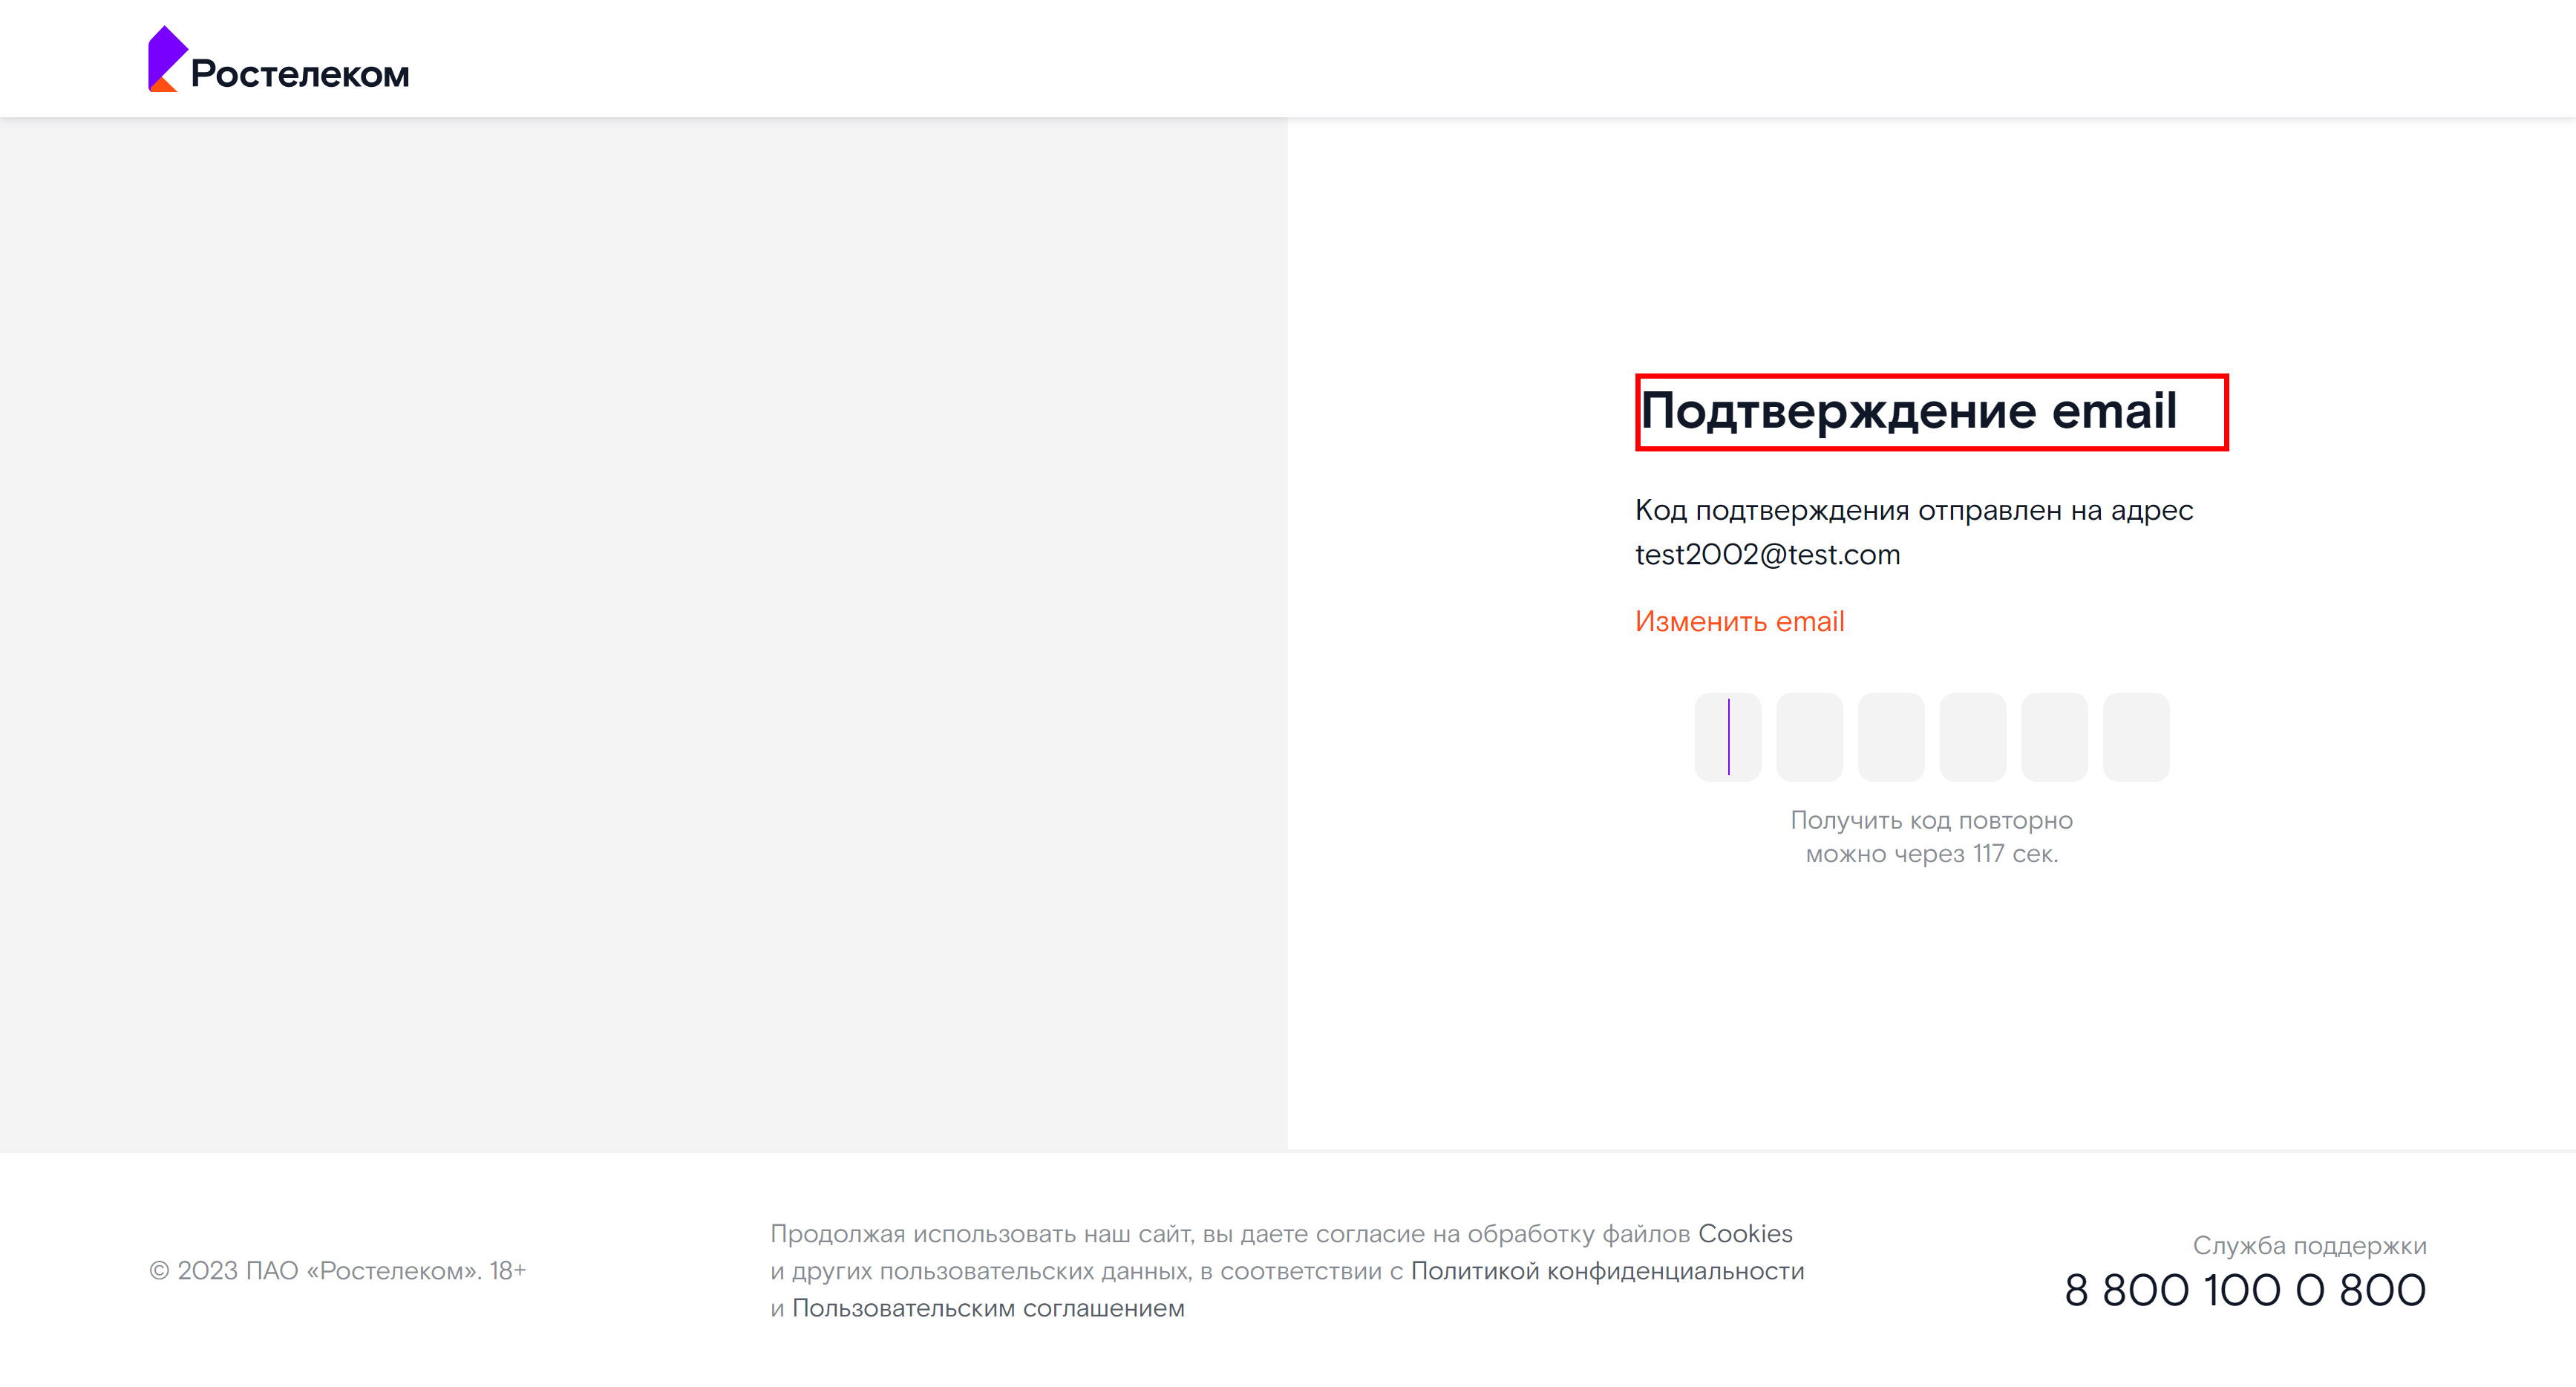 Ростелеком
Подтверждение email
Код подтверждения отправлен на адрес
test2002@test.com
Изменить email
Получить код повторно
можно через 117 сек.
© 2023 ПАО «Ростелеком». 18+
Продолжая использовать наш сайт, вы даете согласие на обработку файлов Cookies
и других пользовательских данных, в соответствии с Политикой конфиденциальности
и Пользовательским соглашением
Служба поддержки
8 800 100 0 800